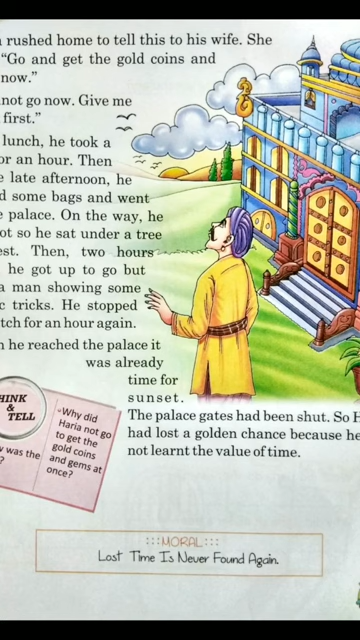 rushed home to tell this to his wife. She
"Go and get the gold coins and
now."
not go now. Give me
first."
lunch, he took a
or an hour. Then
late afternoon, he
some bags and went
palace. On the way, he
so he sat under a tree
Then, two hours
he got up to go but
a man showing some
tricks. He stopped
for an hour again.
he reached the palace it
was already
time for
sunset.
The palace gates had been shut. So H
had lost a golden chance because he
not learnt the value of time.
&
TELL
was the
?
Why did
Haria not go
to get the
gold coins
and gems at
once?
:::MORAL:::
Lost Time Is Never Found Again.